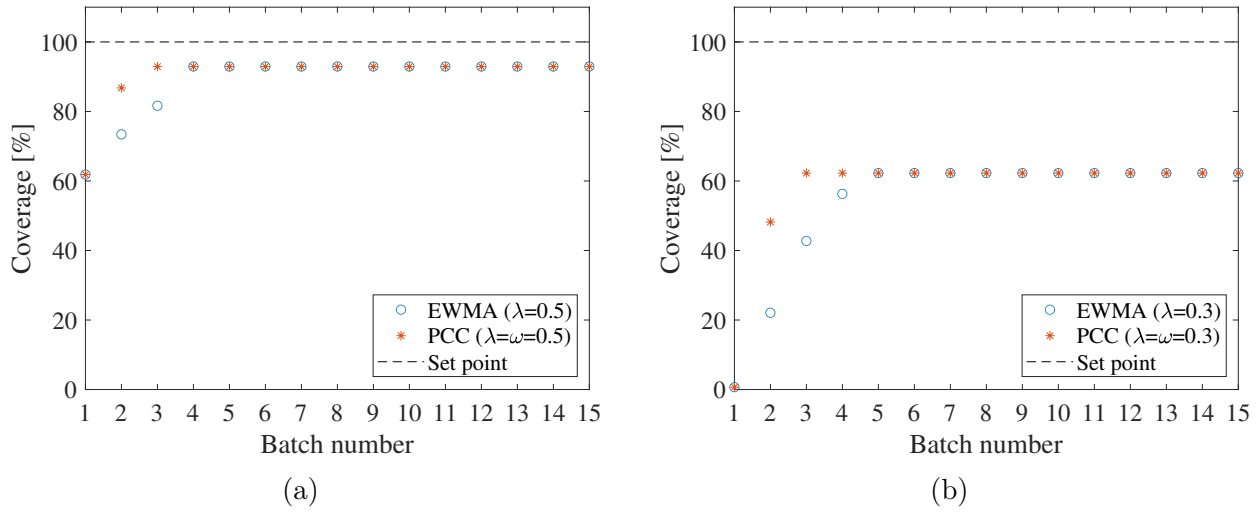 100
80
60
40
20
0
Coverage [%]
EWMA (λ=0.5)
PCC (λ=ω=0.5)
Set point
1 2 3 4 5 6 7 8 9 10 11 12 13 14 15
Batch number
(a)
100
80
60
40
20
0
Coverage [%]
EWMA (λ=0.3)
PCC (λ=ω=0.3)
Set point
1 2 3 4 5 6 7 8 9 10 11 12 13 14 15
Batch number
(b)